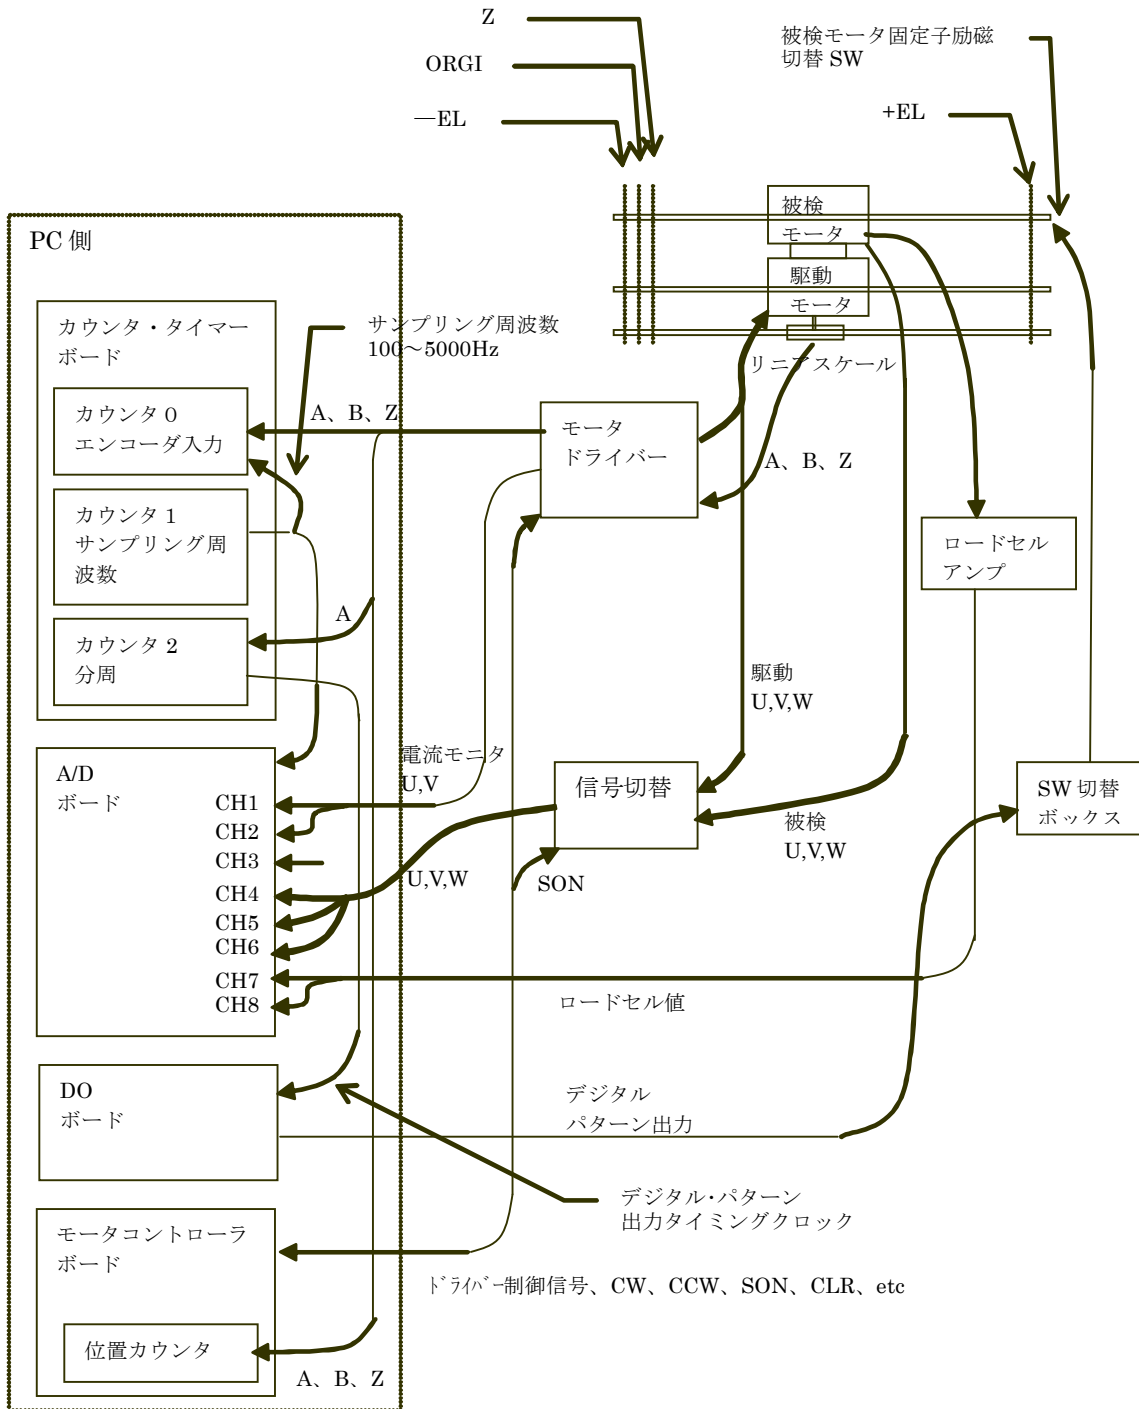 Z
ORGI
—EL
被検モータ固定子励磁
切替 SW
+EL
PC 側
被検
モータ
駆動
モータ
リニアスケール
カウンタ・タイマー
ボード
サンプリング周波数
100〜5000Hz
カウンタ 0
エンコーダ入力
A、B、Z
モータ
ドライバー
A、B、Z
カウンタ 1
サンプリング周
波数
ロードセル
アンプ
A
カウンタ 2
分周
駆動
U,V,W
電流モニタ
U,V
A/D
ボード
CH1
CH2
CH3
CH4
CH5
CH6
CH7
CH8
信号切替
被検
U,V,W
SW 切替
ボックス
U,V,W
SON
ロードセル値
DO
ボード
デジタル
パターン出力
デジタル・パターン
出力タイミングクロック
モータコントローラ
ボード
ドライバー制御信号、CW、CCW、SON、CLR、etc
位置カウンタ
A、B、Z